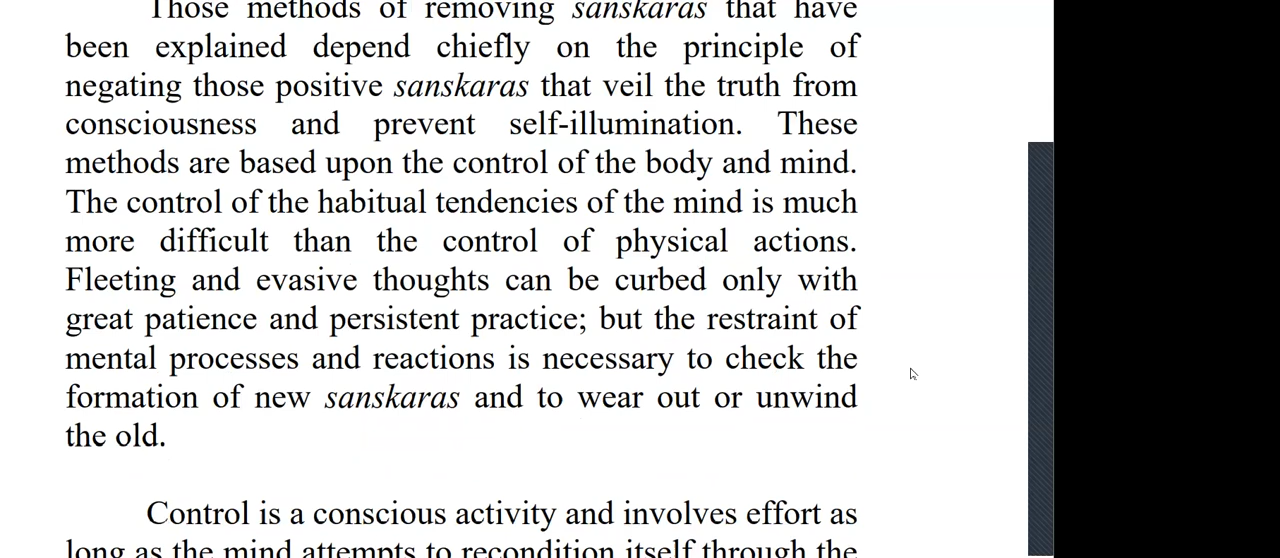 Those methods of removing sanskaras that have
been explained depend chiefly on the principle of
negating those positive sanskaras that veil the truth from
consciousness and prevent self-illumination. These
methods are based upon the control of the body and mind.
The control of the habitual tendencies of the mind is much
more difficult than the control of physical actions.
Fleeting and evasive thoughts can be curbed only with
great patience and persistent practice; but the restraint of
mental processes and reactions is necessary to check the
formation of new sanskaras and to wear out or unwind
the old.
Control is a conscious activity and involves effort as
long as the mind attempts to recondition itself through the